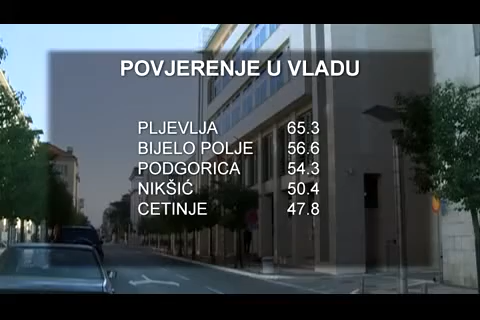 POVJERENJE U VLADU
PLJEVLJA 65.3
BIJELO POLJE 56.6
PODGORICA 54.3
NIKŠIĆ 50.4
CETINJE 47.8